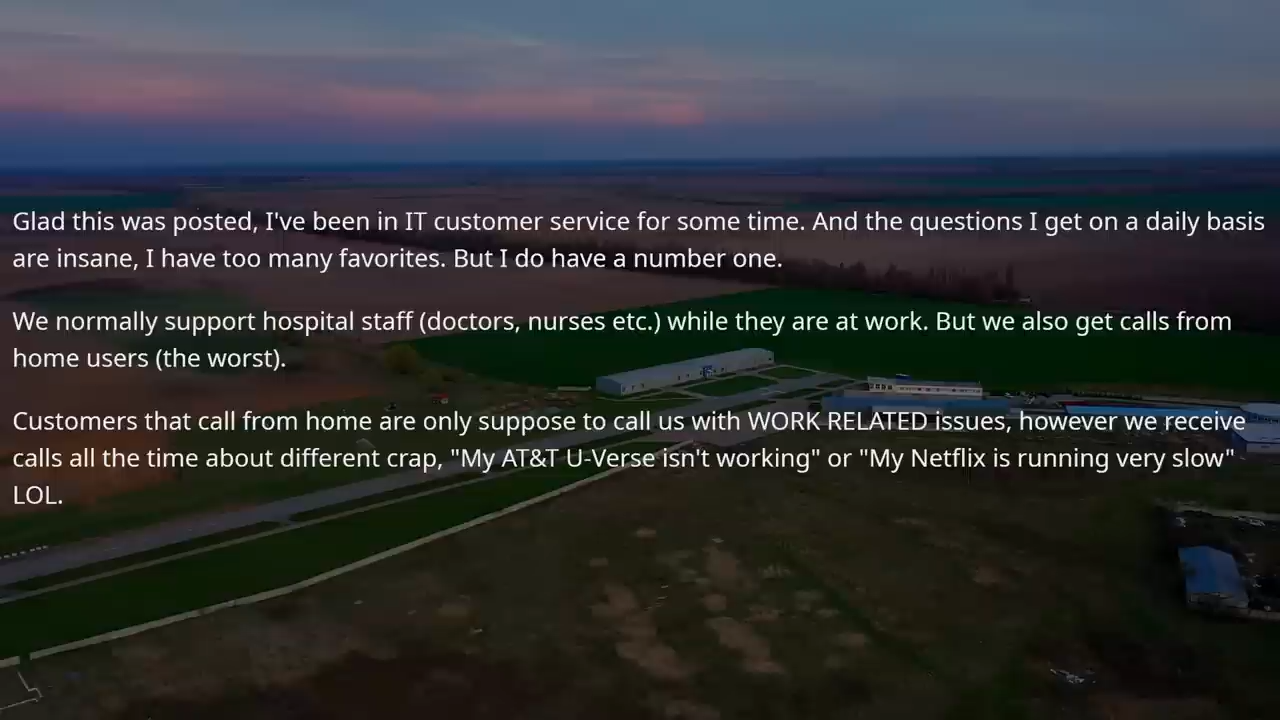 Glad this was posted, I've been in IT customer service for some time. And the questions I get on a daily basis
are insane, I have too many favorites. But I do have a number one.
We normally support hospital staff (doctors, nurses etc.) while they are at work. But we also get calls from
home users (the worst).
Customers that call from home are only suppose to call us with WORK RELATED issues, however we receive
calls all the time about different crap, "My AT&T U-Verse isn't working" or "My Netflix is running very slow"
LOL.